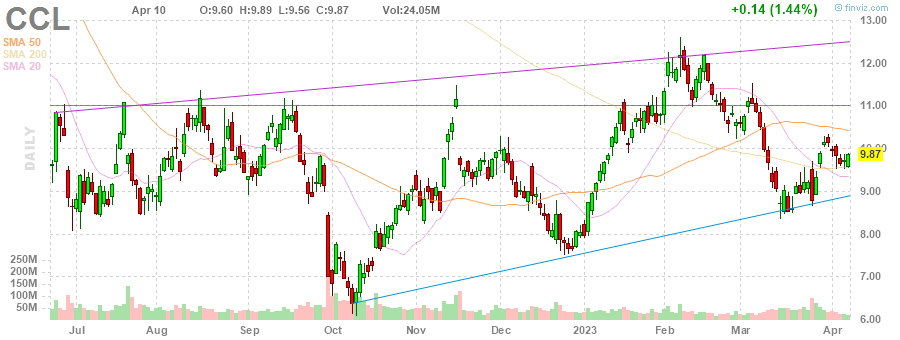 CCL Apr 10 O:9.60 H:9.89 L:9.56 C:9.87 Vol:24.05M +0.14 (1.44%) © finviz.com
SMA 50
SMA 200
SMA 20
DAILY
13.00
12.00
11.00
10.00
9.87
9.00
8.00
7.00
6.00
250M
200M
150M
100M
50M
Jul Aug Sep Oct Nov Dec 2023 Feb Mar Apr